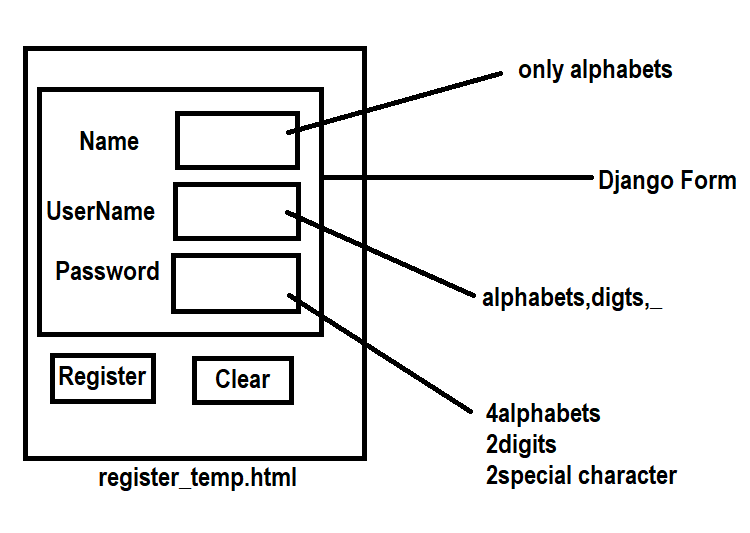 only alphabets
Name
Django Form
UserName
Password
alphabets,digts,_
Register
Clear
4alphabets
2digits
2special character
register_temp.html